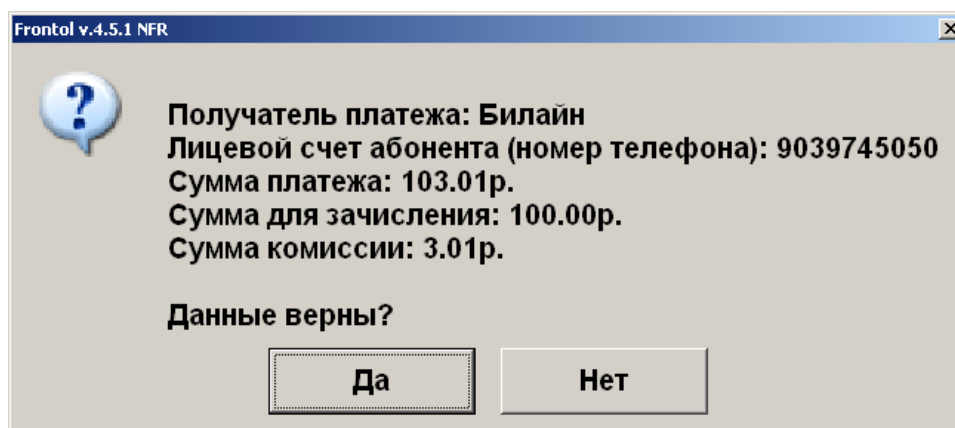 Frontol v.4.5.1 NFR
Получатель платежа: Билайн
Лицевой счет абонента (номер телефона): 9039745050
Сумма платежа: 103.01р.
Сумма для зачисления: 100.00р.
Сумма комиссии: 3.01р.
Данные верны?
Да Нет